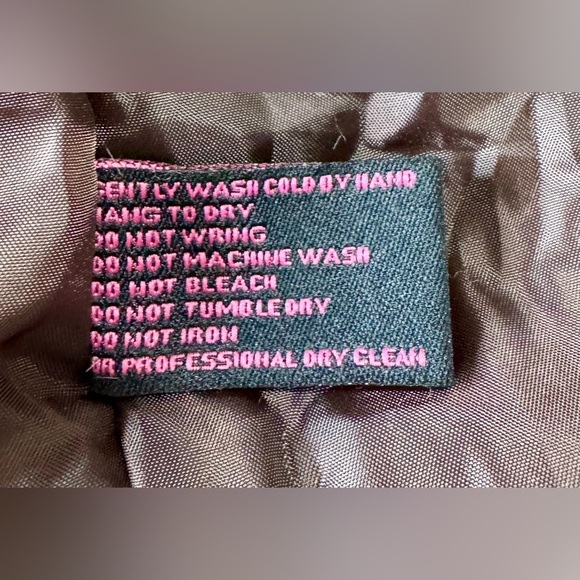 GENTLY WASH COLD BY HAND
HANG TO DRY
DO NOT WRING
DO NOT MACHINE WASH
DO NOT BLEACH
DO NOT TUMBLE DRY
DO NOT IRON
OR PROFESSIONAL DRY CLEAN